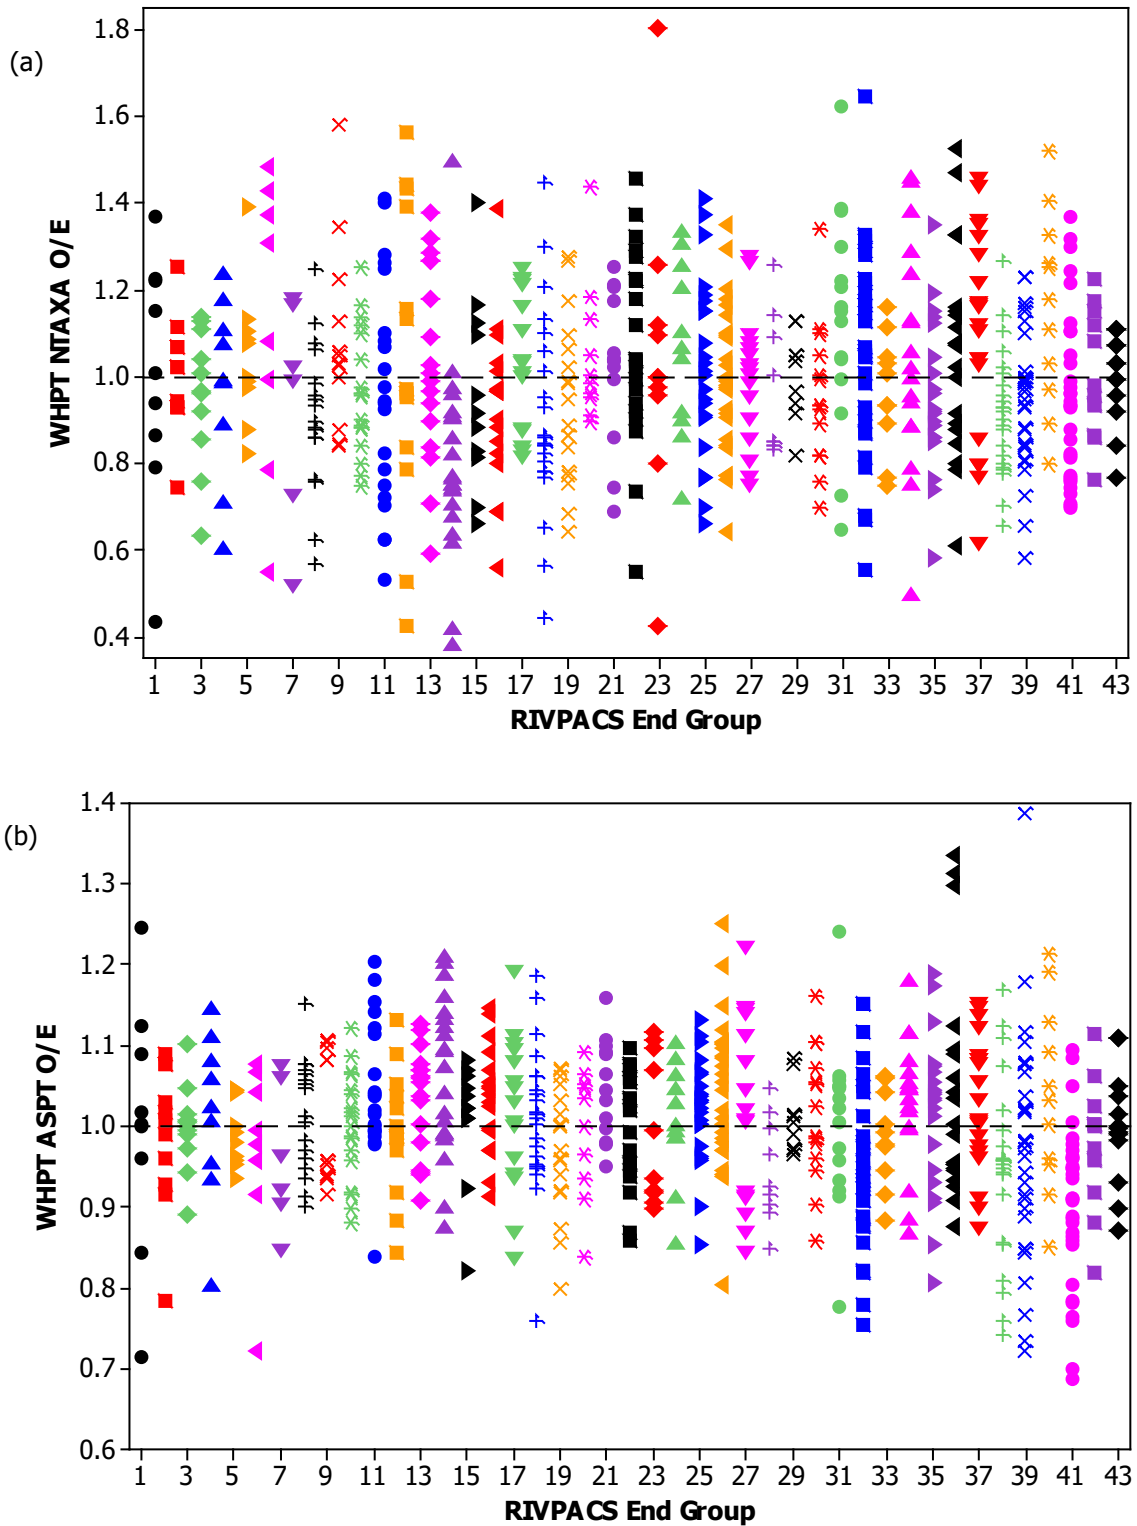 (a)
WHPT NTAXA O/E
1.8
1.6
1.4
1.2
1.0
0.8
0.6
0.4
1 3 5 7 9 11 13 15 17 19 21 23 25 27 29 31 33 35 37 39 41 43
RIVPACS End Group
(b)
WHPT ASPT O/E
1.4
1.3
1.2
1.1
1.0
0.9
0.8
0.7
0.6
1 3 5 7 9 11 13 15 17 19 21 23 25 27 29 31 33 35 37 39 41 43
RIVPACS End Group